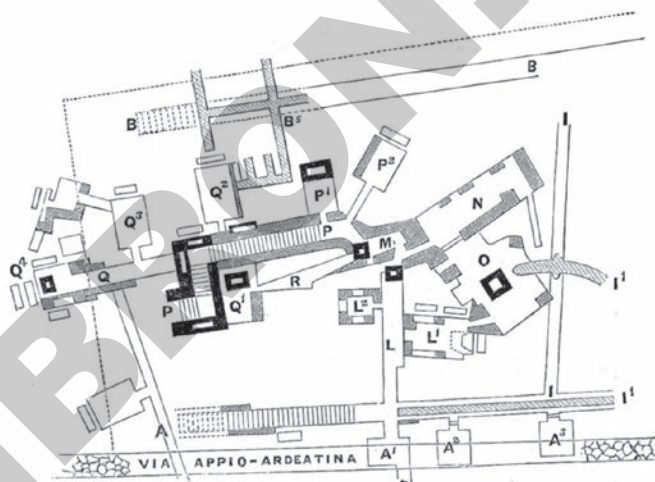 B
I
B
B⁵
Q²
P¹
P²
N
Q³
P
M
Q⁴
Q
O
I¹
P
Q¹
R
L²
L
L¹
I
I¹
A
A¹
A²
A³
VIA APPIO-ARDEATINA